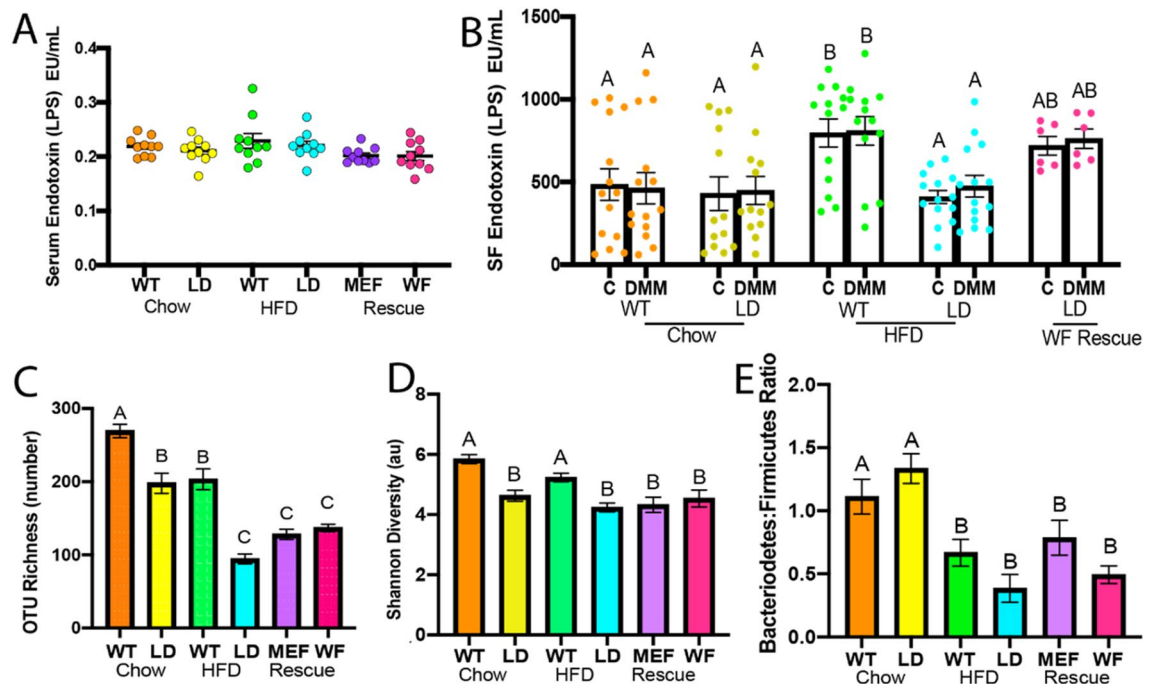 A
Serum Endotoxin (LPS) EU/mL
0.4
0.3
0.2
0.1
0.0
WT LD WT LD MEF WF
Chow HFD Rescue
B
SF Endotoxin (LPS) EU/mL
1500
1000
500
0
A A A A B B A A AB AB
C DMM C DMM C DMM C DMM C DMM
WT LD WT LD LD
Chow HFD WF Rescue
C
OTU Richness (number)
300
200
100
0
A B B C C C
WT LD WT LD MEF WF
Chow HFD Rescue
D
Shannon Diversity (au)
8
6
4
2
.0
A B A B B B
WT LD WT LD MEF WF
Chow HFD Rescue
E
Bacteriodetes:Firmicutes Ratio
2.0
1.5
1.0
0.5
0.0
A A B B B B
WT LD WT LD MEF WF
Chow HFD Rescue